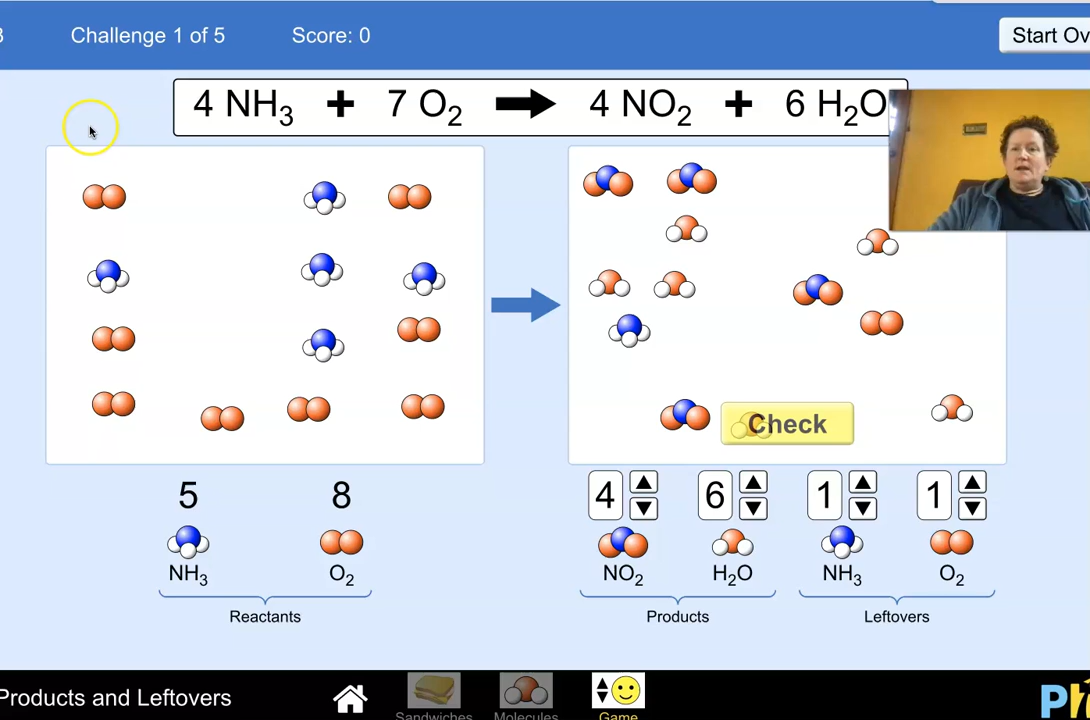 3 Challenge 1 of 5 Score: 0 Start Ov
4 NH₃ + 7 O₂ → 4 NO₂ + 6 H₂O
Check
5 8 4 6 1 1
NH₃ O₂ NO₂ H₂O NH₃ O₂
Reactants Products Leftovers
Products and Leftovers
Sandwiches Molecules Game